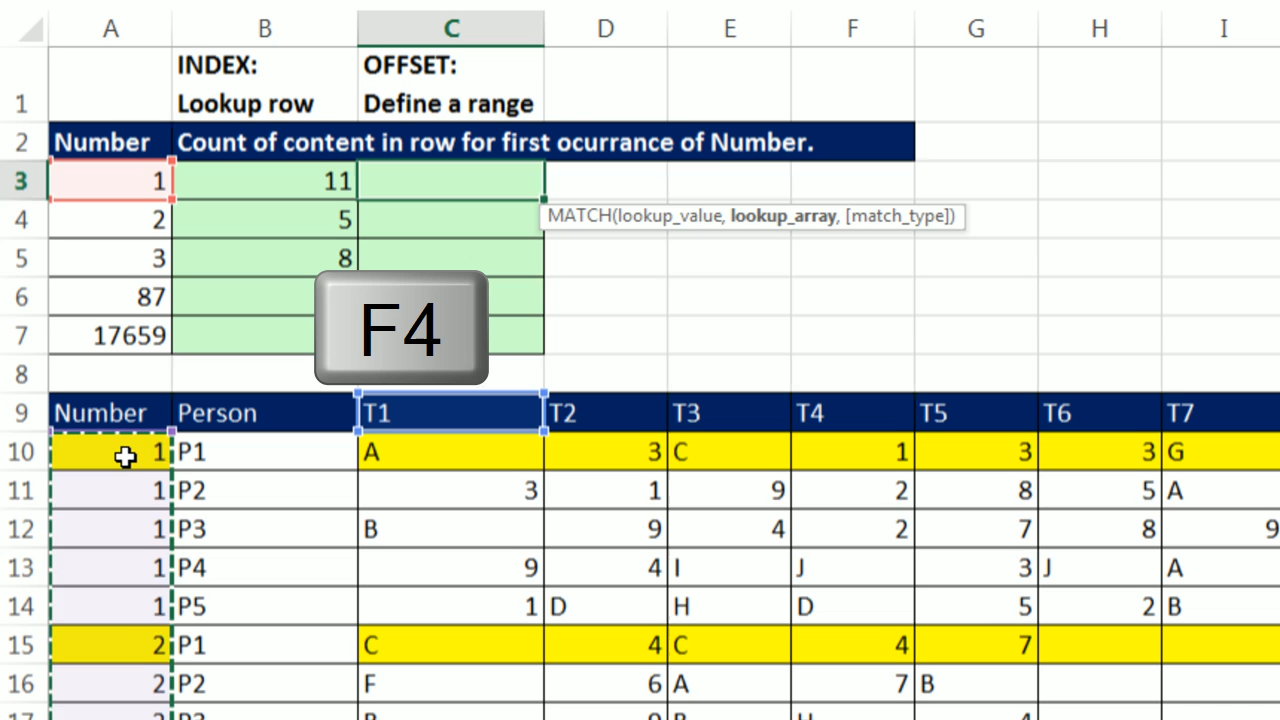 A B C D E F G H I
INDEX: OFFSET:
1 Lookup row Define a range
2 Number Count of content in row for first ocurrance of Number.
3 1 11
4 2 5
MATCH(lookup_value, lookup_array, [match_type])
5 3 8
6 87
F4
7 17659
8
9 Number Person T1 T2 T3 T4 T5 T6 T7
10 1 P1 A 3 C 1 3 3 G
11 1 P2 3 1 9 2 8 5 A
12 1 P3 B 9 4 2 7 8 9
13 1 P4 9 4 I J 3 J A
14 1 P5 1 D H D 5 2 B
15 2 P1 C 4 C 4 7
16 2 P2 F 6 A 7 B